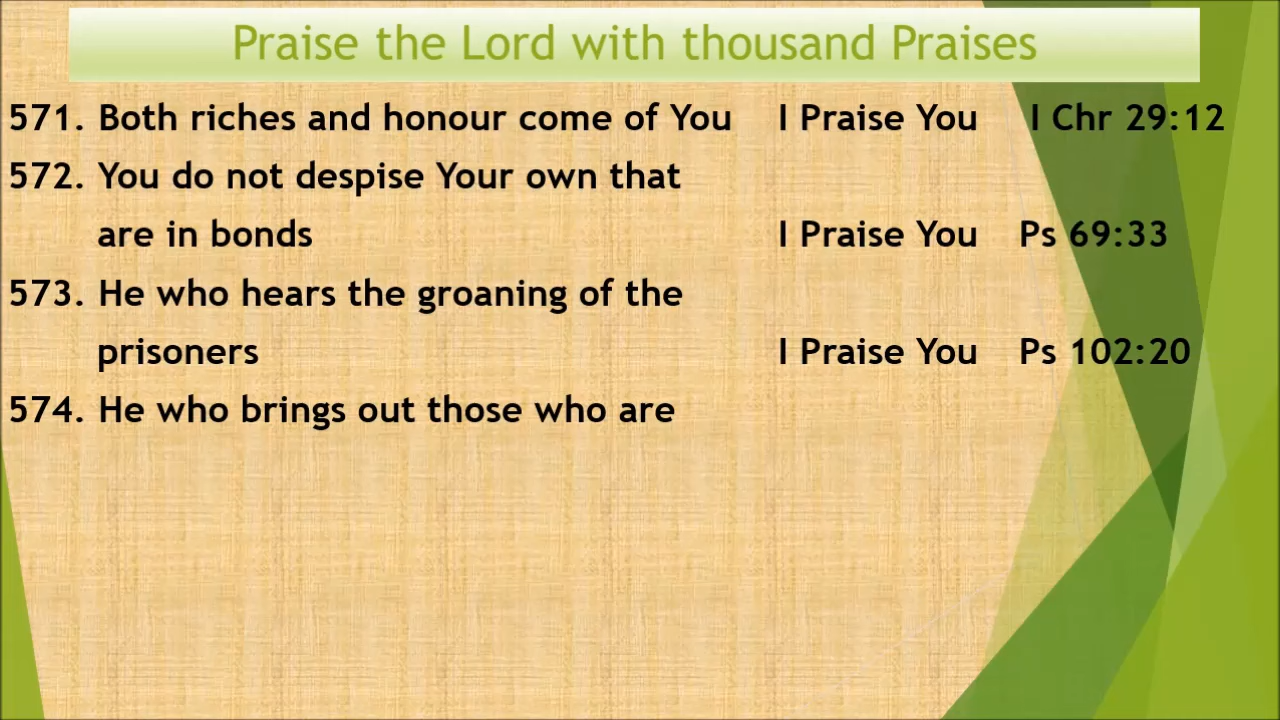 Praise the Lord with thousand Praises
571. Both riches and honour come of You I Praise You I Chr 29:12
572. You do not despise Your own that
are in bonds I Praise You Ps 69:33
573. He who hears the groaning of the
prisoners I Praise You Ps 102:20
574. He who brings out those who are